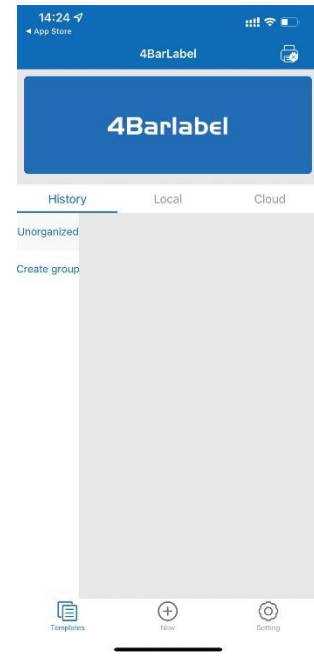 14:24
◀ App Store
4BarLabel
4Barlabel
History Local Cloud
Unorganized
Create group
Templates New Setting